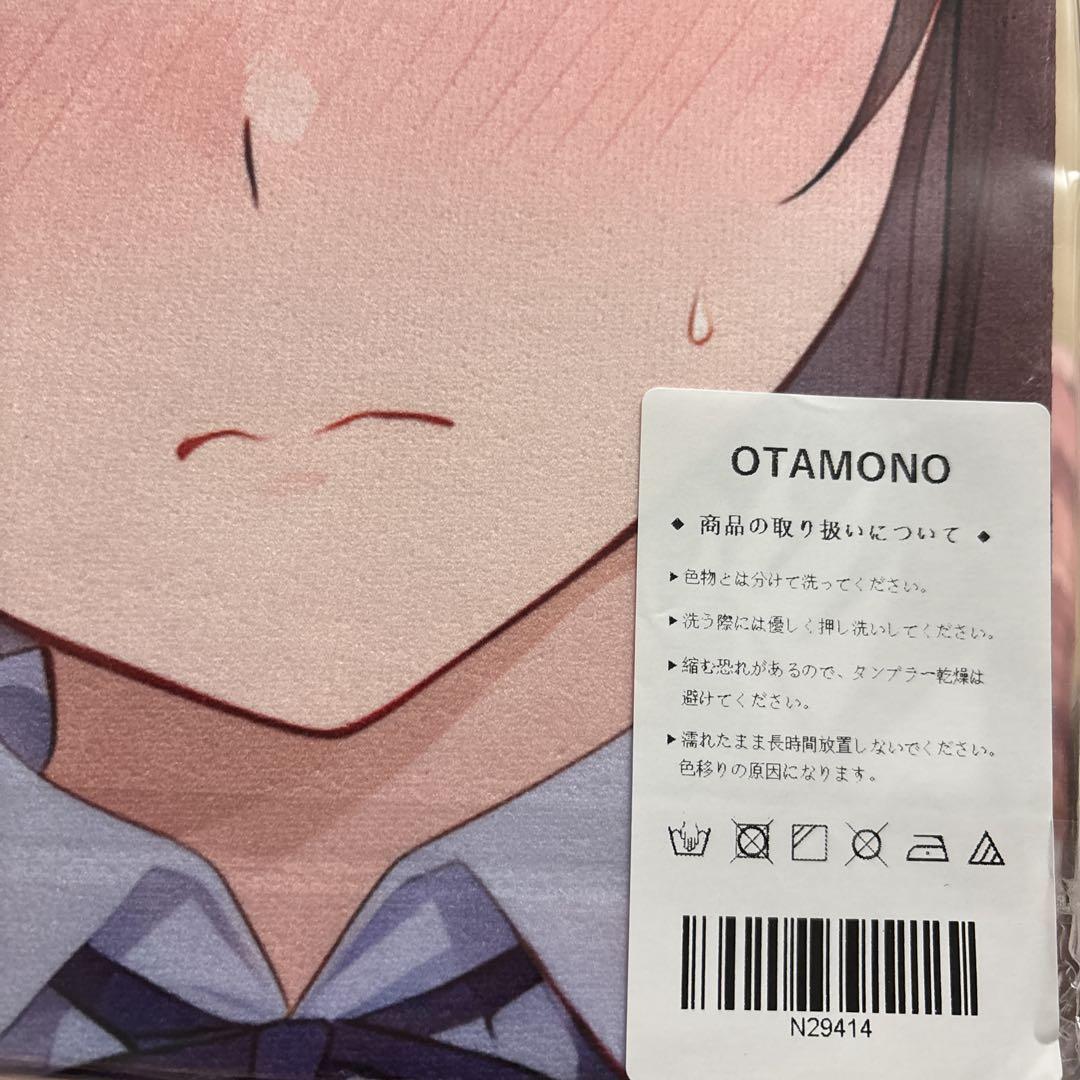 OTAMONO
◆ 商品の取り扱いについて ◆
▶色物とは分けて洗ってください。
▶洗う際には優しく押し洗いしてください。
▶縮む恐れがあるので、タンプラー乾燥は
避けてください。
▶濡れたまま長時間放置しないでください。
色移りの原因になります。
N29414